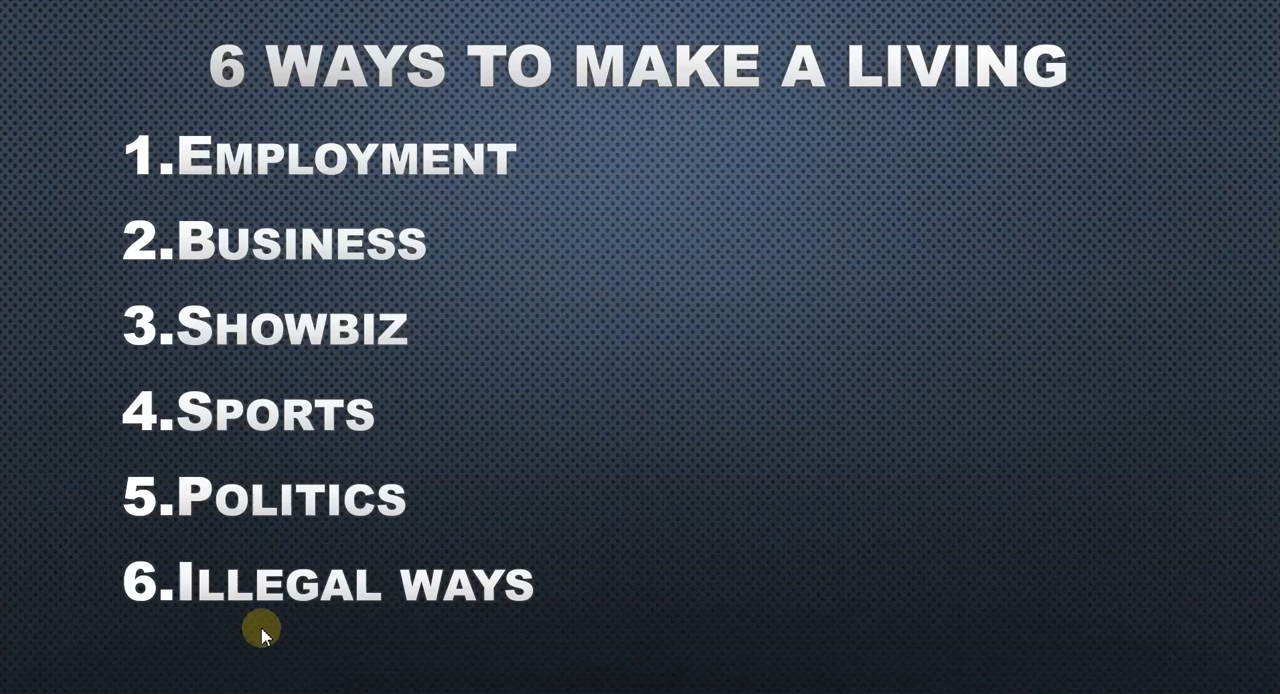 6 WAYS TO MAKE A LIVING
1.EMPLOYMENT
2.BUSINESS
3.SHOWBIZ
4.SPORTS
5.POLITICS
6.ILLEGAL WAYS